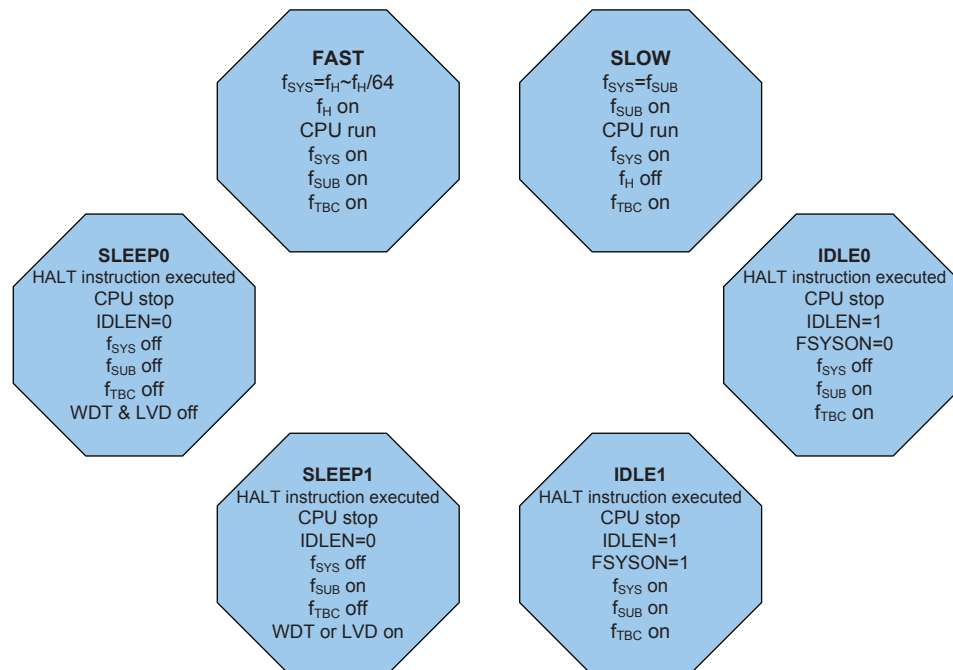 FAST
fSYS=fH~fH/64
fH on
CPU run
fSYS on
fSUB on
fTBC on
SLOW
fSYS=fSUB
fSUB on
CPU run
fSYS on
fH off
fTBC on
SLEEP0
HALT instruction executed
CPU stop
IDLEN=0
fSYS off
fSUB off
fTBC off
WDT & LVD off
IDLE0
HALT instruction executed
CPU stop
IDLEN=1
FSYSON=0
fSYS off
fSUB on
fTBC on
SLEEP1
HALT instruction executed
CPU stop
IDLEN=0
fSYS off
fSUB on
fTBC off
WDT or LVD on
IDLE1
HALT instruction executed
CPU stop
IDLEN=1
FSYSON=1
fSYS on
fSUB on
fTBC on